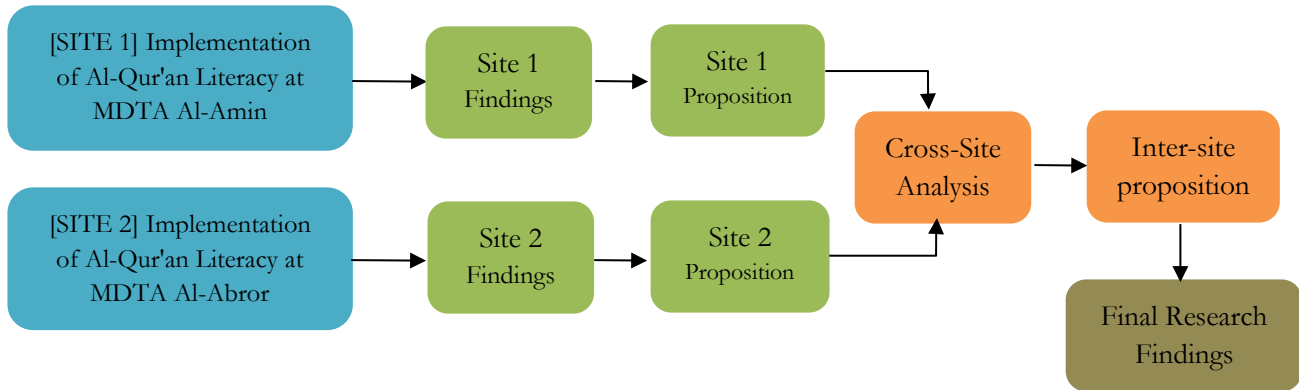 [SITE 1] Implementation
of Al-Qur'an Literacy at
MDTA Al-Amin
Site 1
Findings
Site 1
Proposition
[SITE 2] Implementation
of Al-Qur'an Literacy at
MDTA Al-Abror
Site 2
Findings
Site 2
Proposition
Cross-Site
Analysis
Inter-site
proposition
Final Research
Findings